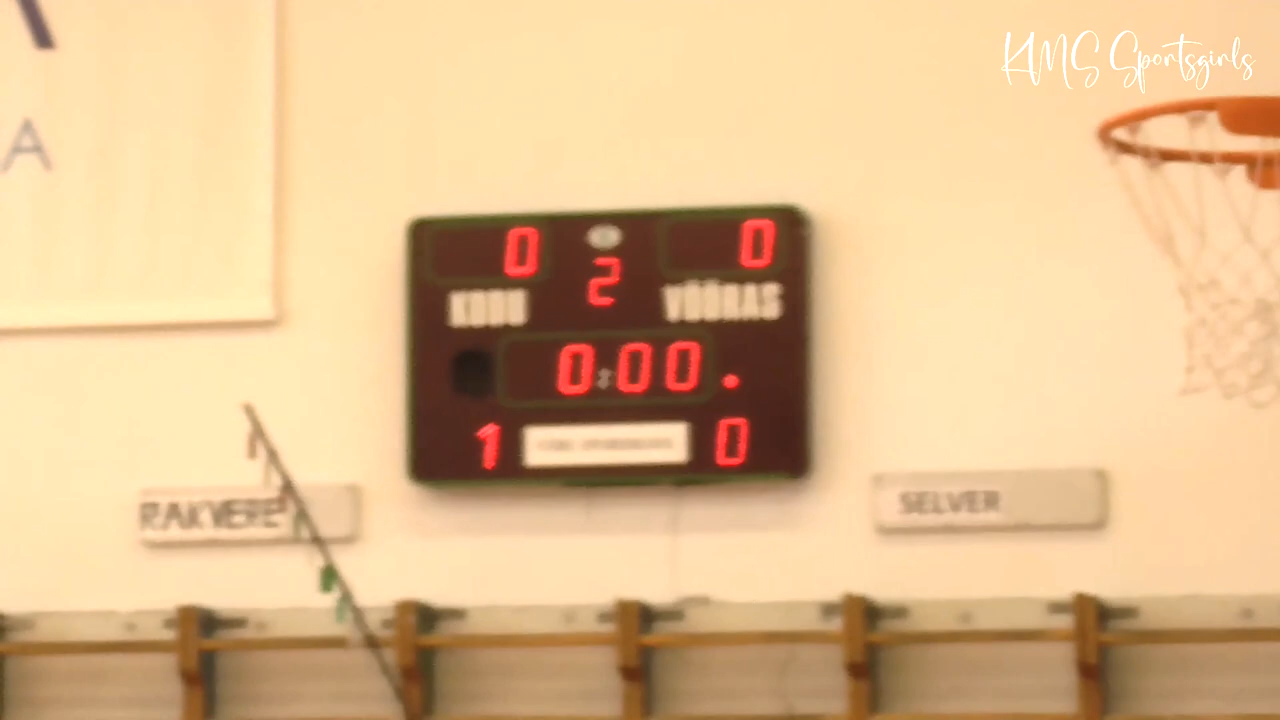 KMS Sportsgirls
A
0 0
2
KODU VÕÕRAS
0:00.
1 0
RAKVERE SELVER